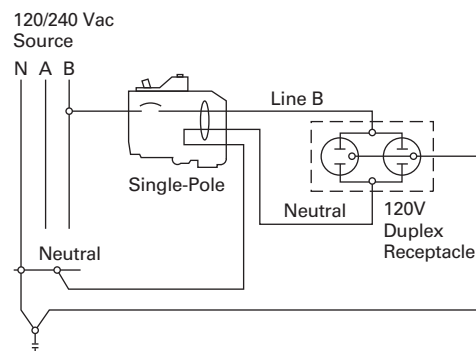 120/240 Vac
Source
N A B
Line B
Single-Pole
Neutral
120V
Duplex
Receptacle
Neutral